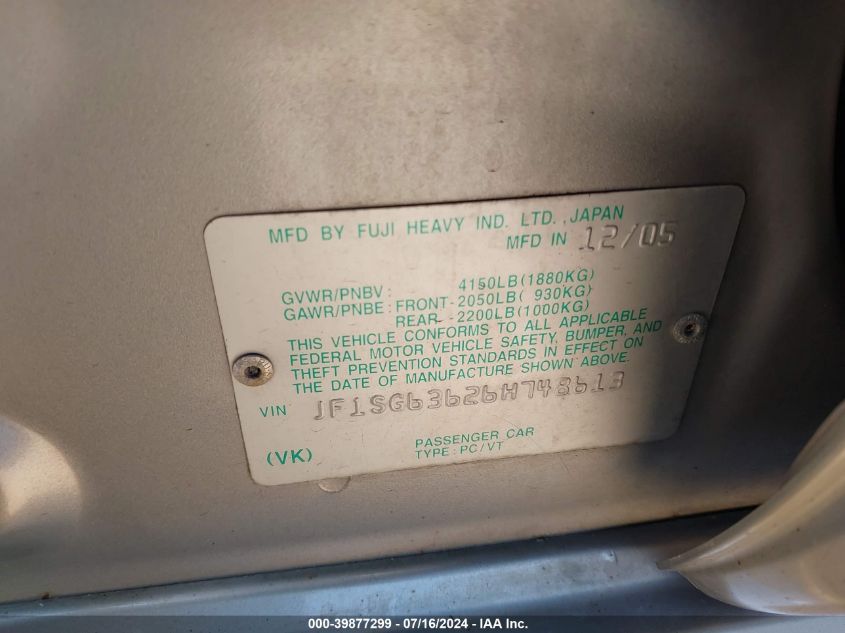 MFD BY FUJI HEAVY IND. LTD., JAPAN
MFD IN 12/05
GVWR/PNBV: 4150LB(1880KG)
GAWR/PNBE: FRONT-2050LB( 930KG)
REAR -2200LB(1000KG)
THIS VEHICLE CONFORMS TO ALL APPLICABLE
FEDERAL MOTOR VEHICLE SAFETY, BUMPER, AND
THEFT PREVENTION STANDARDS IN EFFECT ON
THE DATE OF MANUFACTURE SHOWN ABOVE.
VIN JF1SG63626H748613
(VK)
PASSENGER CAR
TYPE: PC/VT
000-39877299 - 07/16/2024 - IAA Inc.